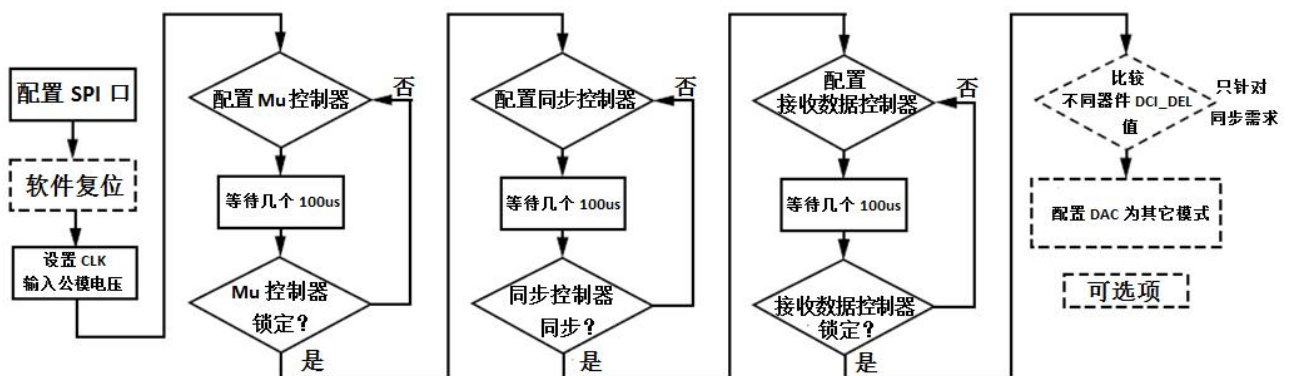 配置 SPI 口
软件复位
设置 CLK
输入公模电压
配置 Mu 控制器
否
等待几个 100us
Mu 控制器
锁定？
是
配置同步控制器
否
等待几个 100us
同步控制器
同步？
是
配置
接收数据控制器
否
等待几个 100us
接收数据控制器
锁定？
是
比较
不同器件 DCI_DEL
值
只针对
同步需求
配置 DAC 为其它模式
可选项